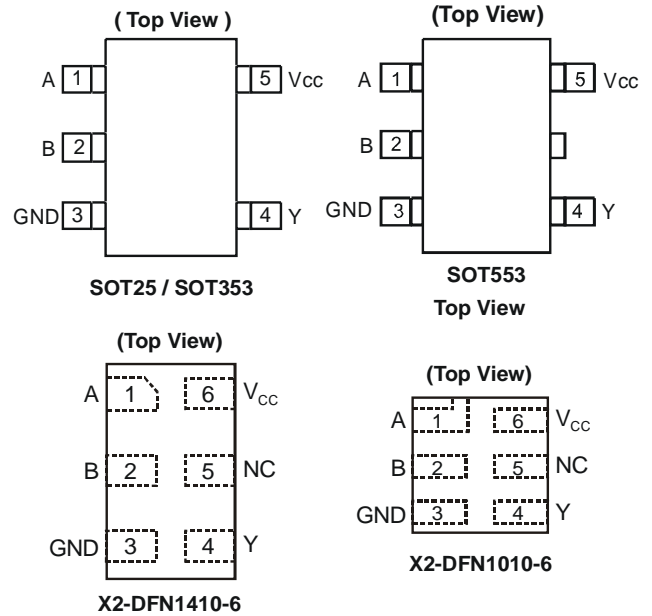 ( Top View )
A 1 5 Vcc
B 2
GND 3 4 Y
SOT25 / SOT353
(Top View)
A 1 5 Vcc
B 2
GND 3 4 Y
SOT553
Top View
(Top View)
A 1 6 VCC
B 2 5 NC
GND 3 4 Y
X2-DFN1410-6
(Top View)
A 1 6 VCC
B 2 5 NC
GND 3 4 Y
X2-DFN1010-6